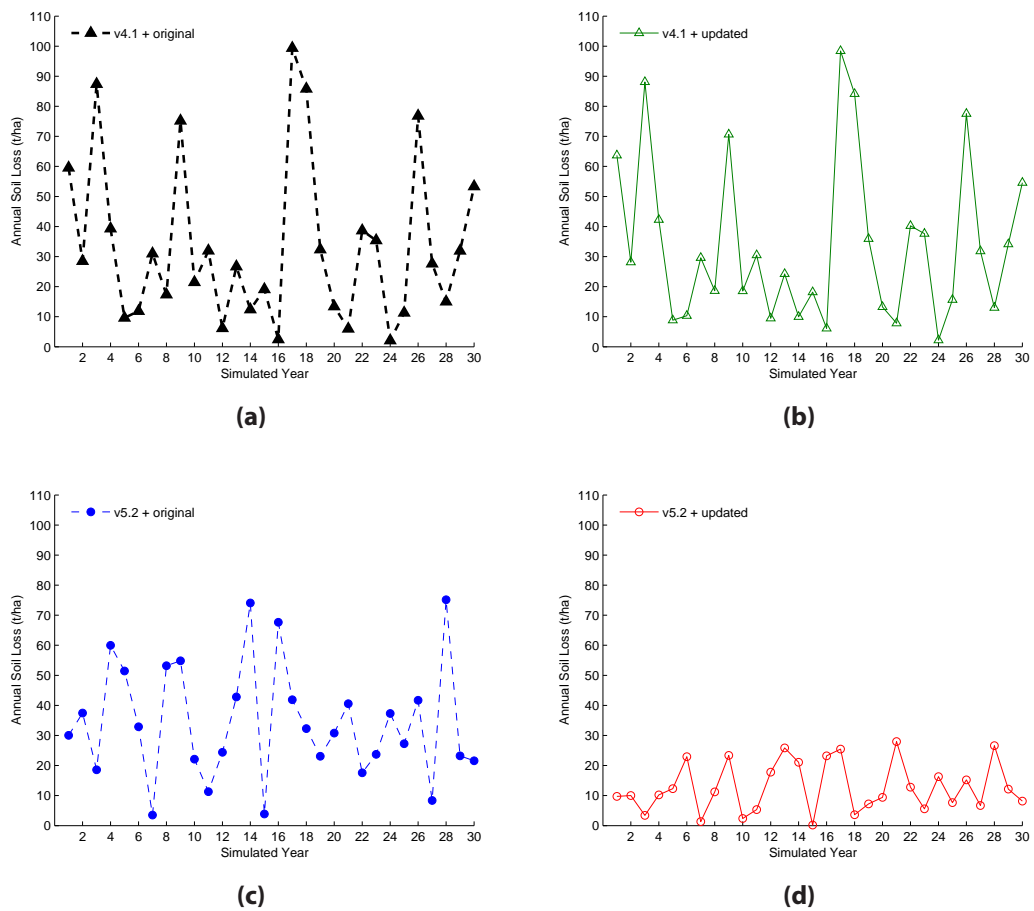 v4.1 + original
Annual Soil Loss (t/ha)
110
100
90
80
70
60
50
40
30
20
10
0
2 4 6 8 10 12 14 16 18 20 22 24 26 28 30
Simulated Year
(a)
v4.1 + updated
Annual Soil Loss (t/ha)
110
100
90
80
70
60
50
40
30
20
10
0
2 4 6 8 10 12 14 16 18 20 22 24 26 28 30
Simulated Year
(b)
v5.2 + original
Annual Soil Loss (t/ha)
110
100
90
80
70
60
50
40
30
20
10
0
2 4 6 8 10 12 14 16 18 20 22 24 26 28 30
Simulated Year
(c)
v5.2 + updated
Annual Soil Loss (t/ha)
110
100
90
80
70
60
50
40
30
20
10
0
2 4 6 8 10 12 14 16 18 20 22 24 26 28 30
Simulated Year
(d)